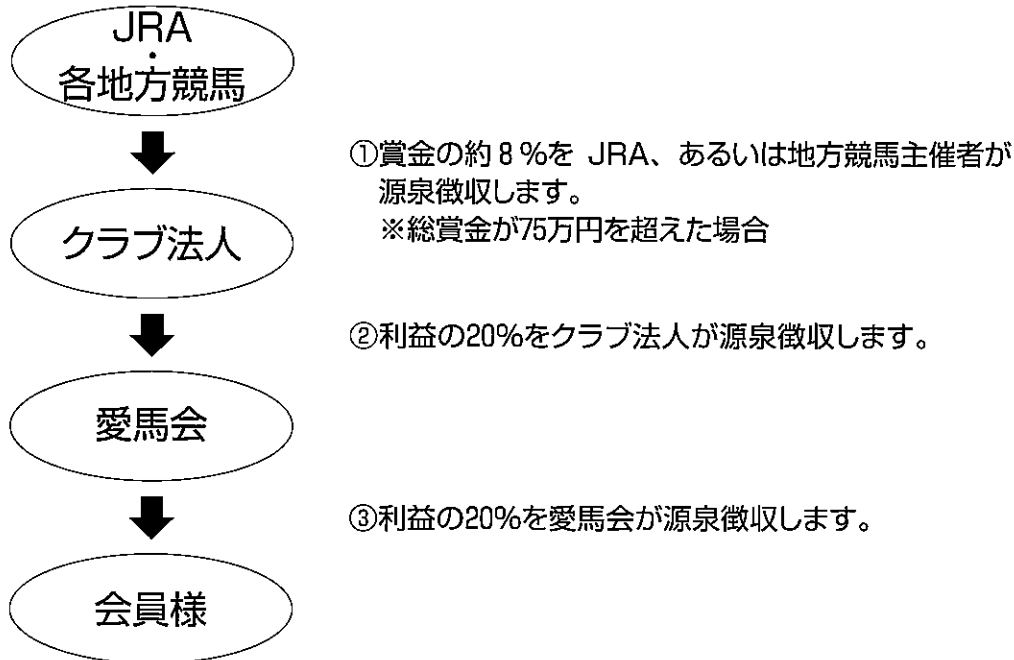 JRA
・
各地方競馬
①賞金の約8%を JRA、あるいは地方競馬主催者が
源泉徴収します。
※総賞金が75万円を超えた場合
クラブ法人
②利益の20%をクラブ法人が源泉徴収します。
愛馬会
③利益の20%を愛馬会が源泉徴収します。
会員様